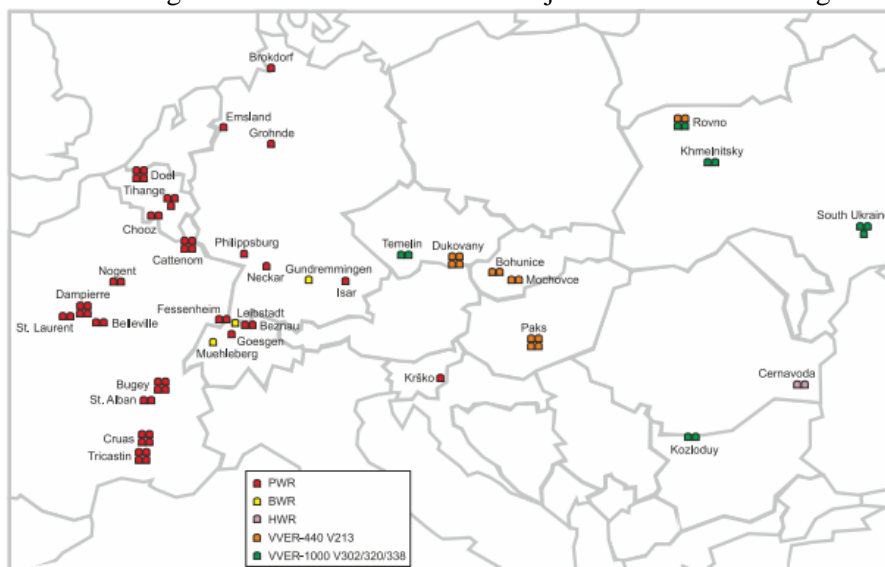 Brokdorf
Emsland
Grohnde
Rovno
Khmelnitsky
Doel
Tihange
Chooz
South Ukraine
Cattenom
Philippsburg
Neckar
Gundremmingen
Isar
Temelin
Dukovany
Bohunice
Mochovce
Nogent
Dampierre
St. Laurent
Belleville
Fessenheim
Leibstadt
Beznau
Goesgen
Muehleberg
Paks
Krško
Cernavoda
Bugey
St. Alban
Cruas
Tricastin
Kozloduy
PWR
BWR
HWR
VVER-440 V213
VVER-1000 V302/320/338